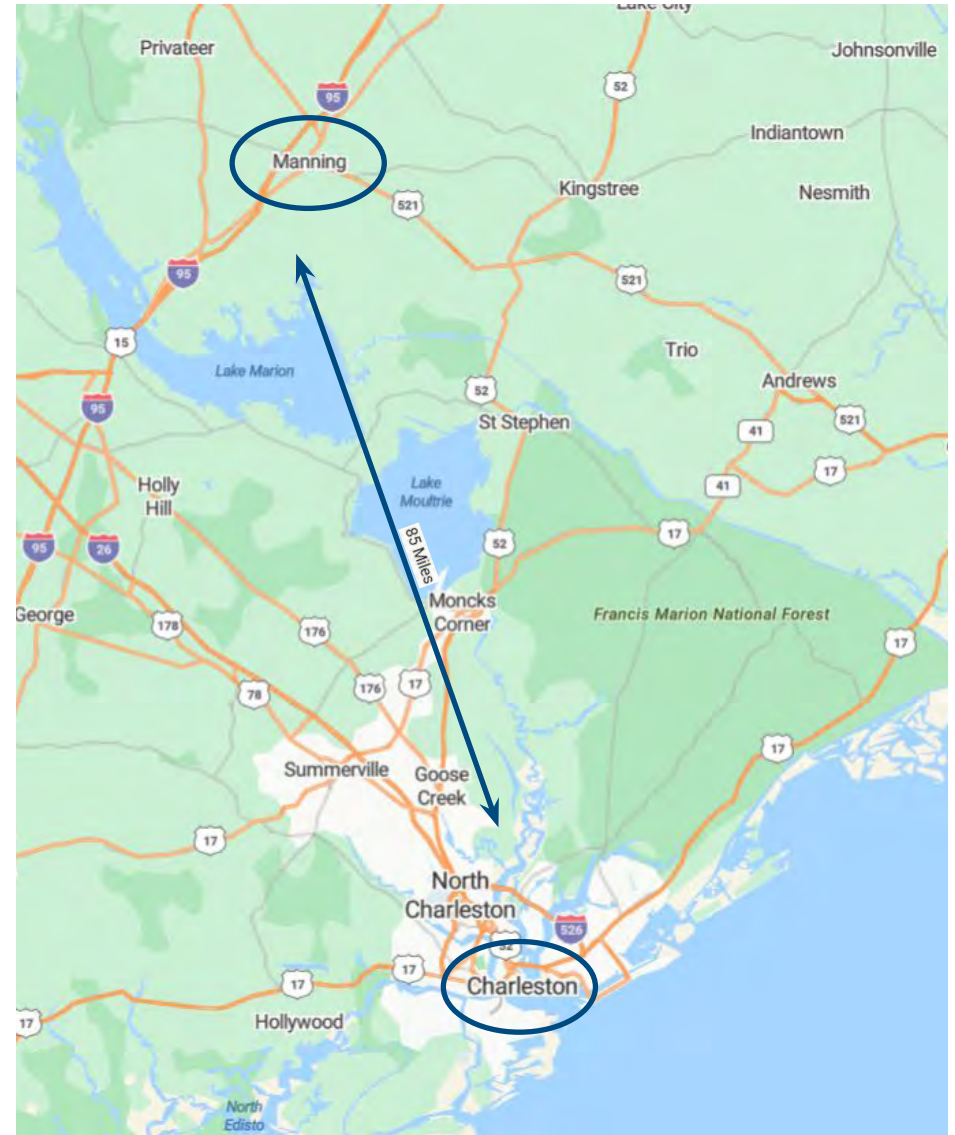 Lake City
Privateer
Johnsonville
52
95
Indiantown
Manning
Kingstree
Nesmith
521
95
521
15
Trio
Lake Marion
Andrews
52
95
521
St Stephen
41
17
Holly
Hill
Lake
Moultrie
41
17
95
26
52
85 Miles
Moncks
Corner
George
178
176
Francis Marion National Forest
17
176
17
78
17
Summerville
Goose
Creek
17
North
Charleston
526
52
17
17
Charleston
17
Hollywood
North
Edisto